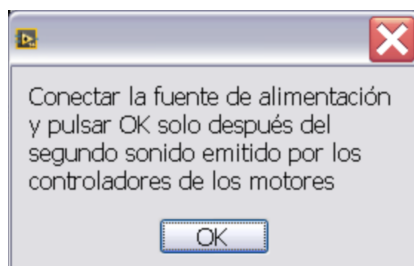 Conectar la fuente de alimentación
y pulsar OK solo después del
segundo sonido emitido por los
controladores de los motores
OK